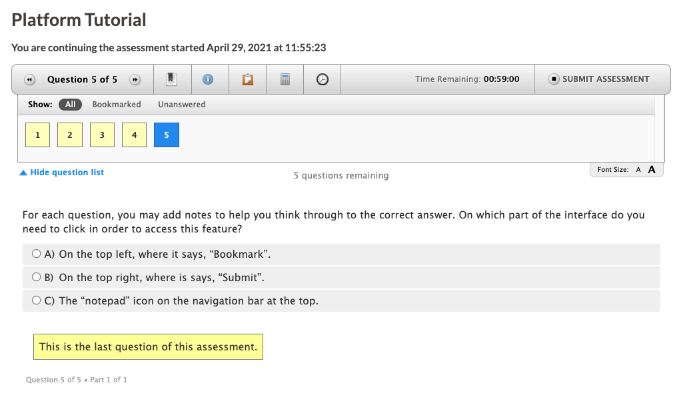 Platform Tutorial
You are continuing the assessment started April 29, 2021 at 11:55:23
Question 5 of 5
Time Remaining: 00:59:00
SUBMIT ASSESSMENT
Show: All Bookmarked Unanswered
1 2 3 4 5
Hide question list
5 questions remaining
Font Size: A A
For each question, you may add notes to help you think through to the correct answer. On which part of the interface do you
need to click in order to access this feature?
A) On the top left, where it says, "Bookmark".
B) On the top right, where is says, "Submit".
C) The "notepad" icon on the navigation bar at the top.
This is the last question of this assessment.
Question 5 of 5 • Part 1 of 1